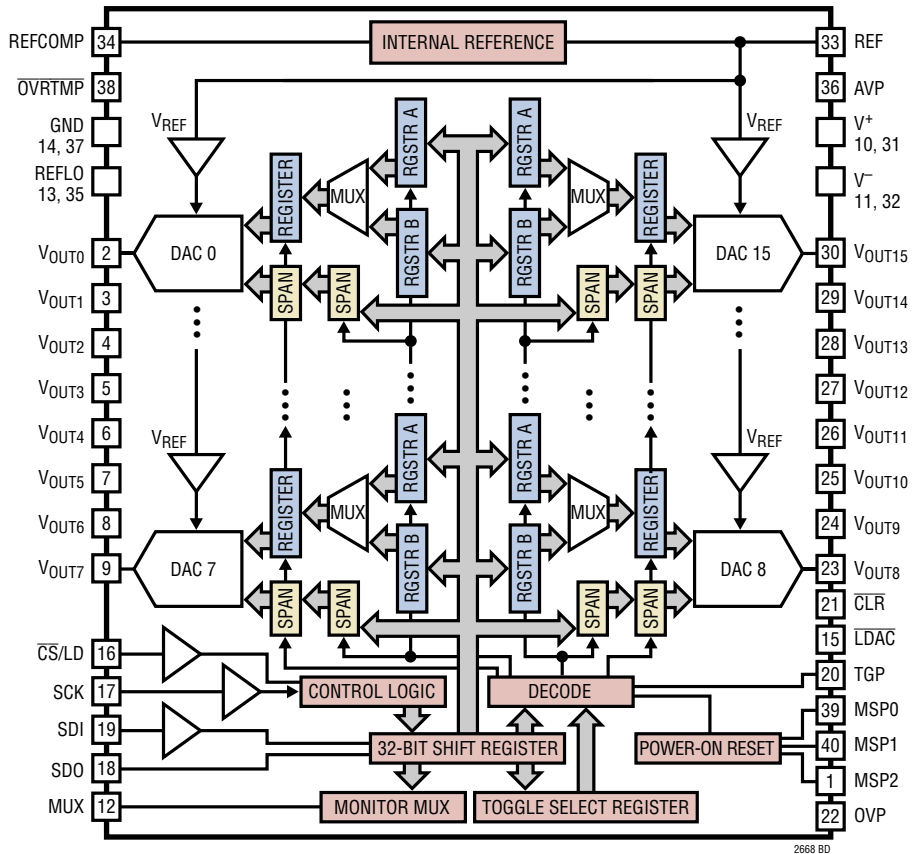 REFCOMP 34 INTERNAL REFERENCE 33 REF
OVRTMP 38 36 AVP
GND
14, 37
V+
10, 31
REFLO
13, 35
V−
11, 32
VREF VREF
REGISTER MUX RGSTR A RGSTR A MUX REGISTER
RGSTR B RGSTR B
VOUT0 2 DAC 0 DAC 15 30 VOUT15
SPAN SPAN SPAN SPAN
VOUT1 3 29 VOUT14
VOUT2 4 28 VOUT13
VOUT3 5 27 VOUT12
VOUT4 6 26 VOUT11
VREF VREF
RGSTR A RGSTR A
VOUT5 7 25 VOUT10
REGISTER MUX MUX REGISTER
VOUT6 8 24 VOUT9
RGSTR B RGSTR B
VOUT7 9 DAC 7 DAC 8 23 VOUT8
SPAN SPAN SPAN SPAN
21 CLR
CS/LD 16 15 LDAC
SCK 17 CONTROL LOGIC DECODE 20 TGP
SDI 19 39 MSP0
32-BIT SHIFT REGISTER POWER-ON RESET 40 MSP1
SDO 18 1 MSP2
MUX 12 MONITOR MUX TOGGLE SELECT REGISTER 22 OVP
2668 BD